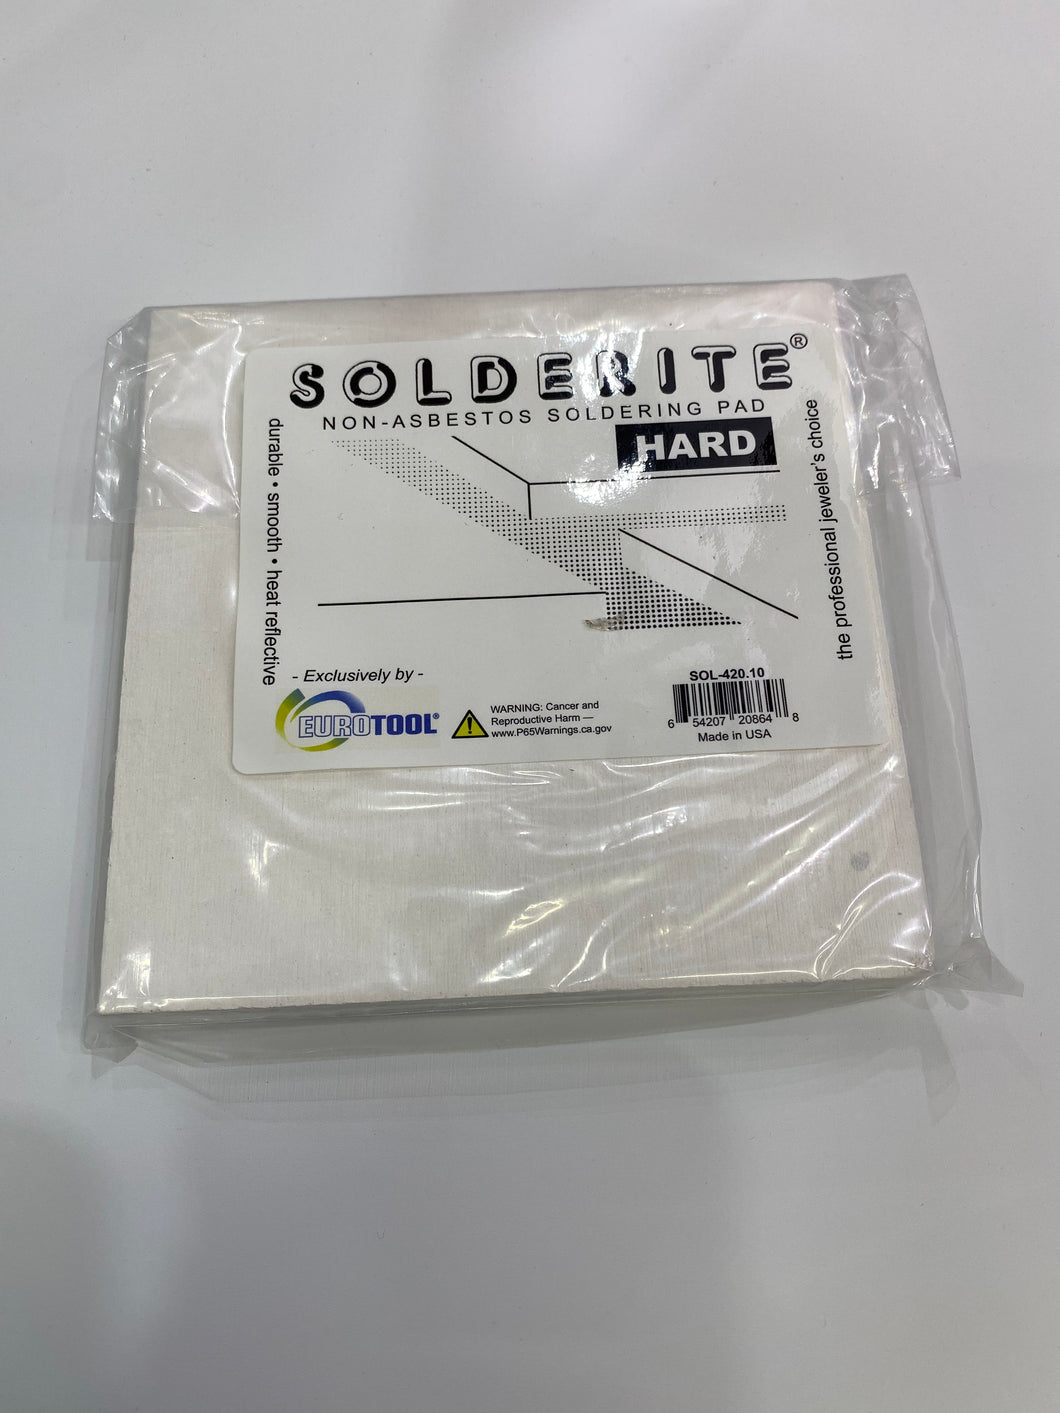 SOLDERITE®
NON-ASBESTOS SOLDERING PAD
HARD
durable • smooth • heat reflective
the professional jeweler's choice
- Exclusively by -
EUROTOOL®
WARNING: Cancer and
Reproductive Harm —
www.P65Warnings.ca.gov
SOL-420.10
6 54207 20864 8
Made in USA